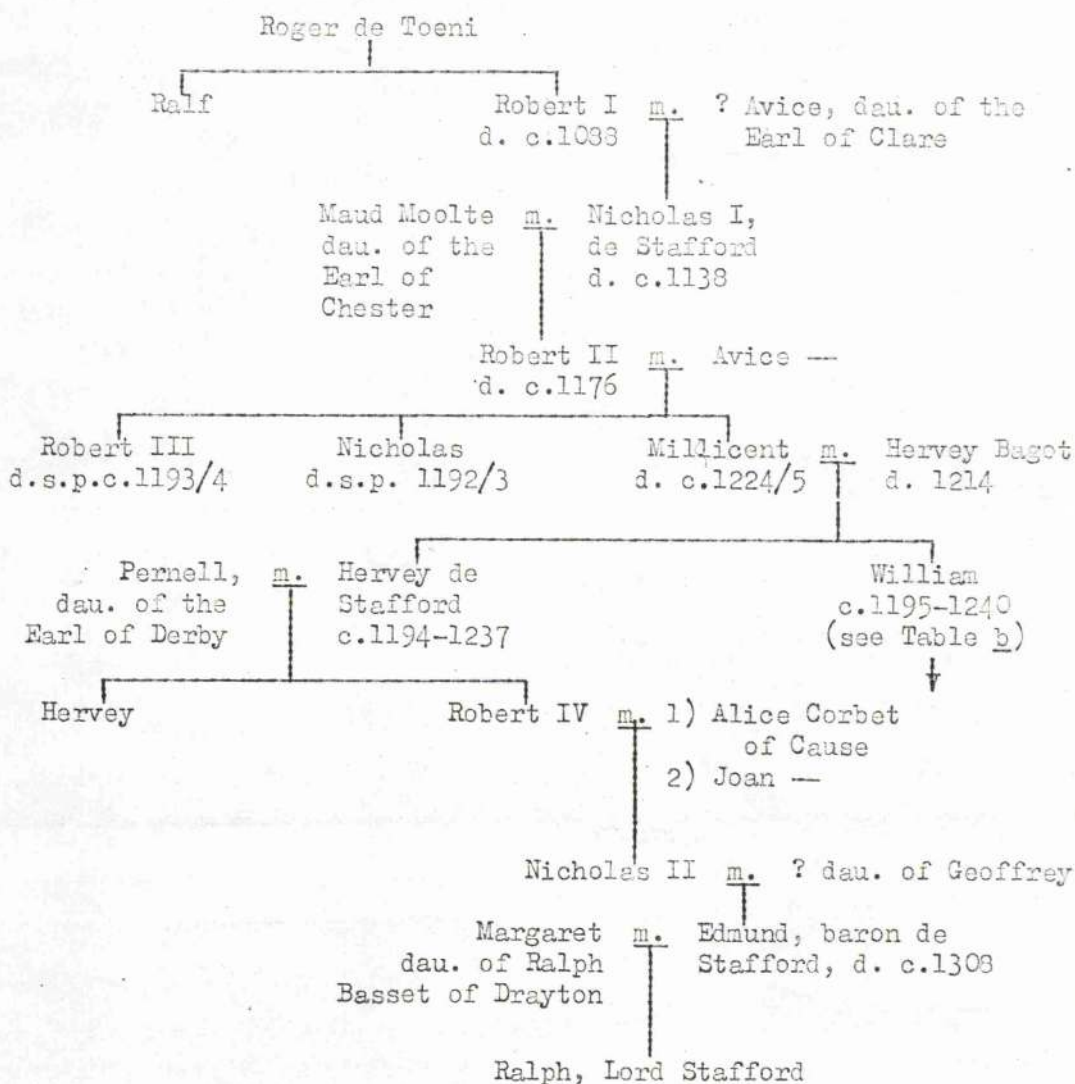 Roger de Toeni
Ralf Robert I m. ? Avice, dau. of the
d. c.1088 Earl of Clare
Maud Moolte m. Nicholas I,
dau. of the de Stafford
Earl of d. c.1138
Chester
Robert II m. Avice —
d. c.1176
Robert III Nicholas Millicent m. Hervey Bagot
d.s.p.c.1193/4 d.s.p. 1192/3 d. c.1224/5 d. 1214
Pernell, m. Hervey de William
dau. of the Stafford c.1195-1240
Earl of Derby c.1194-1237 (see Table b)
Hervey Robert IV m. 1) Alice Corbet
of Cause
2) Joan —
Nicholas II m. ? dau. of Geoffrey
Margaret m. Edmund, baron de
dau. of Ralph Stafford, d. c.1308
Basset of Drayton
Ralph, Lord Stafford